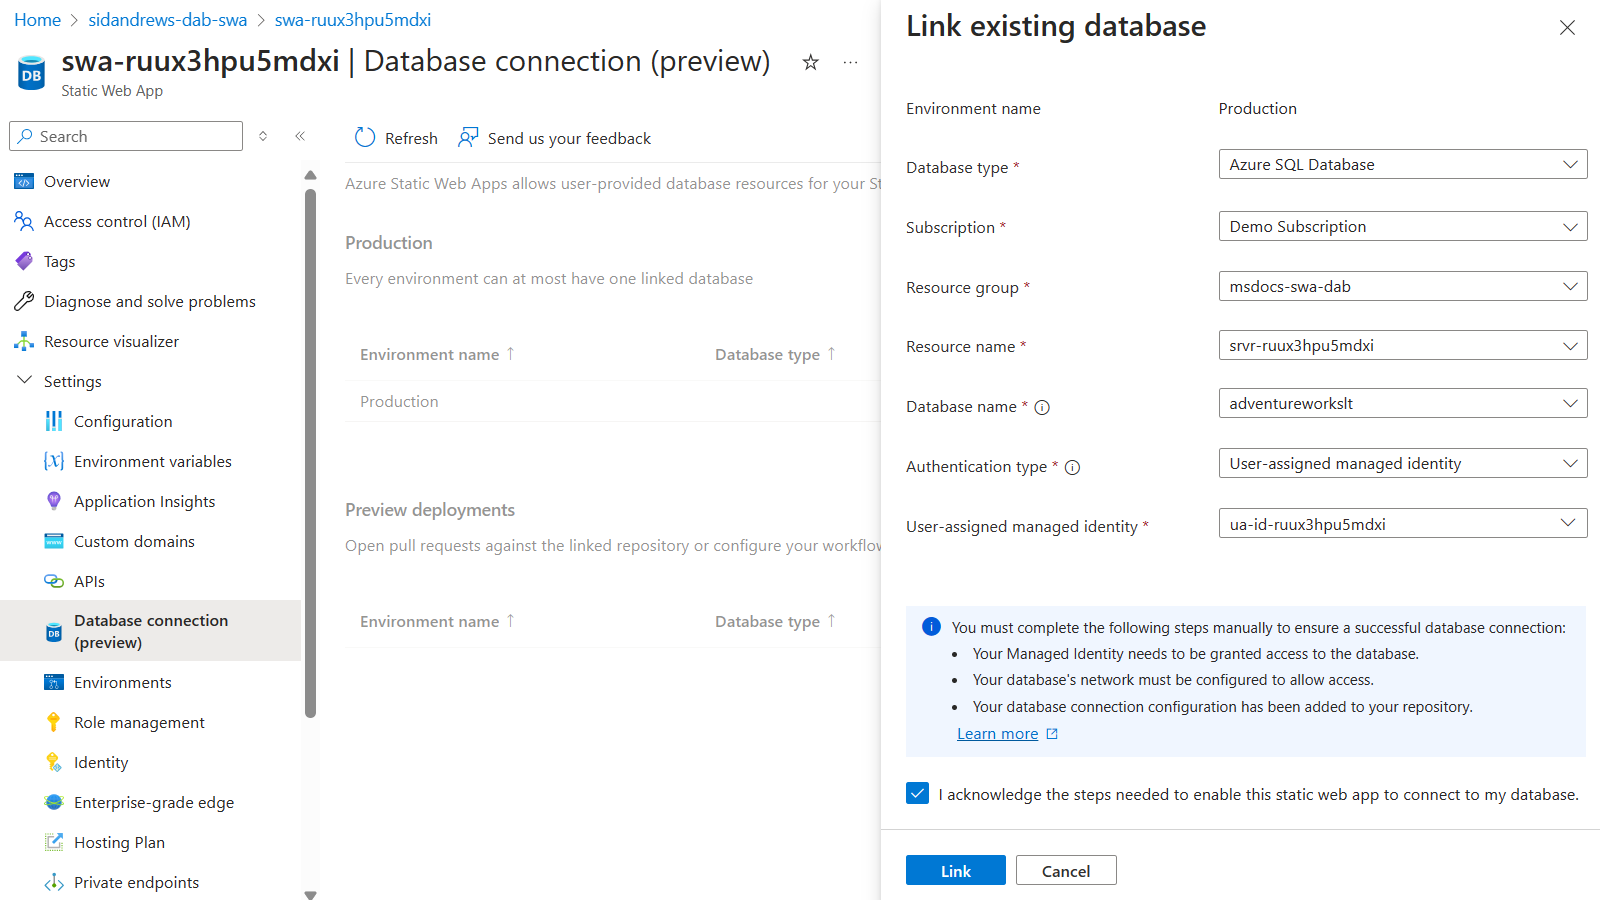 Home > sidandrews-dab-swa > swa-ruux3hpu5mdxi
swa-ruux3hpu5mdxi | Database connection (preview)
Static Web App
Search
Overview
Access control (IAM)
Tags
Diagnose and solve problems
Resource visualizer
Settings
Configuration
Environment variables
Application Insights
Custom domains
APIs
Database connection
(preview)
Environments
Role management
Identity
Enterprise-grade edge
Hosting Plan
Private endpoints
Refresh
Send us your feedback
Azure Static Web Apps allows user-provided database resources for your
Production
Every environment can at most have one linked database
Environment name ↑ Database type ↑
Production
Preview deployments
Open pull requests against the linked repository or configure your workflow
Environment name ↑ Database type ↑
Link existing database
Environment name Production
Database type * Azure SQL Database
Subscription * Demo Subscription
Resource group * msdocs-swa-dab
Resource name * srvr-ruux3hpu5mdxi
Database name * adventureworkslt
Authentication type * User-assigned managed identity
User-assigned managed identity * ua-id-ruux3hpu5mdxi
You must complete the following steps manually to ensure a successful database connection:
• Your Managed Identity needs to be granted access to the database.
• Your database's network must be configured to allow access.
• Your database connection configuration has been added to your repository.
Learn more
I acknowledge the steps needed to enable this static web app to connect to my database.
Link
Cancel